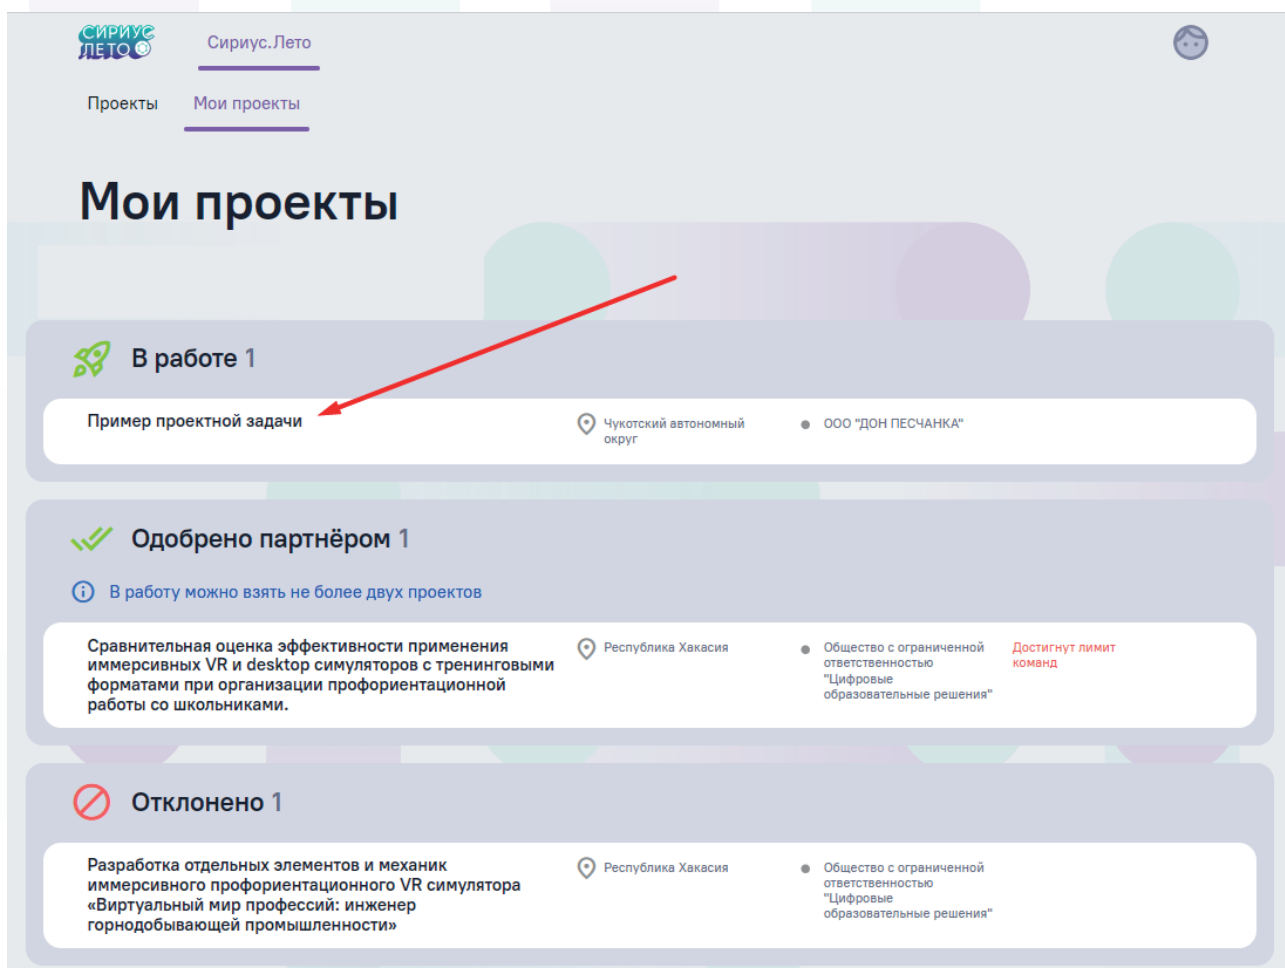 СИРИУС
ЛЕТО
Сириус.Лето
Проекты
Мои проекты
Мои проекты
В работе 1
Пример проектной задачи
Чукотский автономный
округ
ООО "ДОН ПЕСЧАНКА"
Одобрено партнёром 1
В работу можно взять не более двух проектов
Сравнительная оценка эффективности применения
иммерсивных VR и desktop симуляторов с тренинговыми
форматами при организации профориентационной
работы со школьниками.
Республика Хакасия
Общество с ограниченной
ответственностью
"Цифровые
образовательные решения"
Достигнут лимит
команд
Отклонено 1
Разработка отдельных элементов и механик
иммерсивного профориентационного VR симулятора
«Виртуальный мир профессий: инженер
горнодобывающей промышленности»
Республика Хакасия
Общество с ограниченной
ответственностью
"Цифровые
образовательные решения"